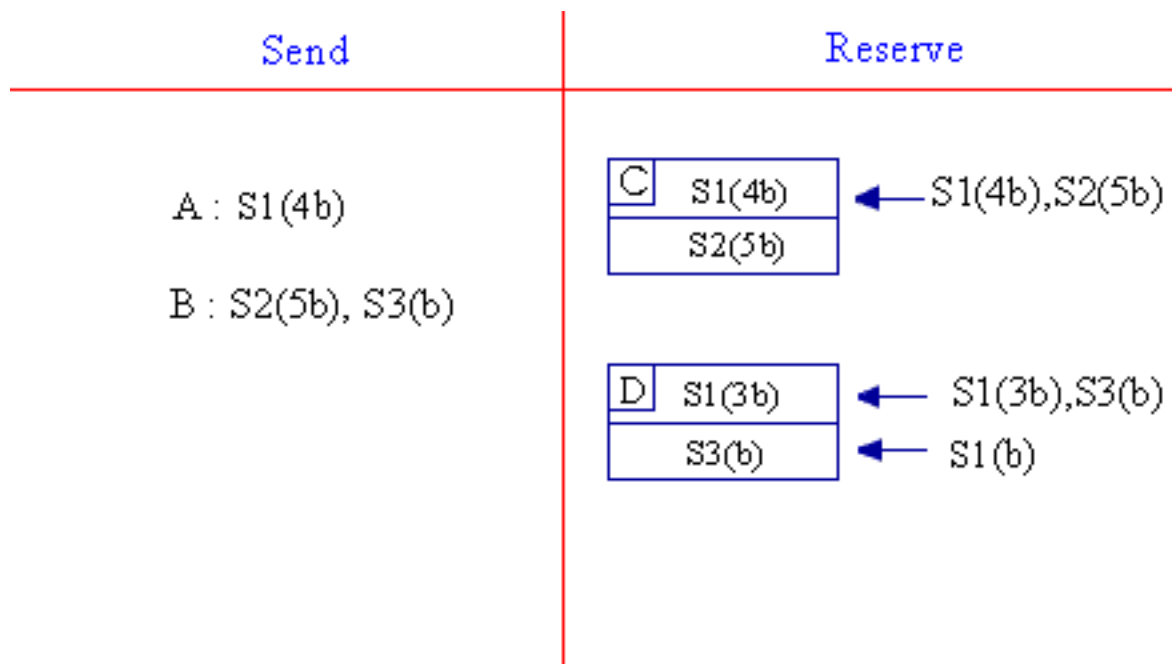 Send
Reserve
A : S1(4b)
B : S2(5b), S3(b)
C
S1(4b)
S1(4b),S2(5b)
S2(5b)
D
S1(3b)
S1(3b),S3(b)
S3(b)
S1(b)